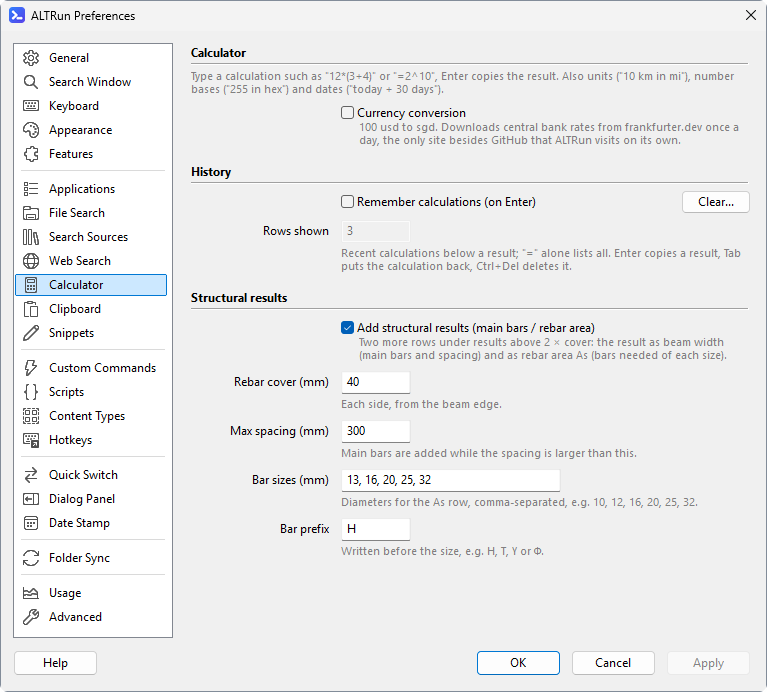 ALTRun Preferences
General
Search Window
Keyboard
Appearance
Features
Applications
File Search
Search Sources
Web Search
Calculator
Clipboard
Snippets
Custom Commands
Scripts
Content Types
Hotkeys
Quick Switch
Dialog Panel
Date Stamp
Folder Sync
Usage
Advanced
Calculator
Type a calculation such as "12*(3+4)" or "=2^10", Enter copies the result. Also units ("10 km in mi"), number
bases ("255 in hex") and dates ("today + 30 days").
Currency conversion
100 usd to sgd. Downloads central bank rates from frankfurter.dev once a
day, the only site besides GitHub that ALTRun visits on its own.
History
Remember calculations (on Enter)
Clear...
Rows shown
3
Recent calculations below a result; "=" alone lists all. Enter copies a result, Tab
puts the calculation back, Ctrl+Del deletes it.
Structural results
Add structural results (main bars / rebar area)
Two more rows under results above 2 × cover: the result as beam width
(main bars and spacing) and as rebar area As (bars needed of each size).
Rebar cover (mm)
40
Each side, from the beam edge.
Max spacing (mm)
300
Main bars are added while the spacing is larger than this.
Bar sizes (mm)
13, 16, 20, 25, 32
Diameters for the As row, comma-separated, e.g. 10, 12, 16, 20, 25, 32.
Bar prefix
H
Written before the size, e.g. H, T, Y or Φ.
Help
OK
Cancel
Apply